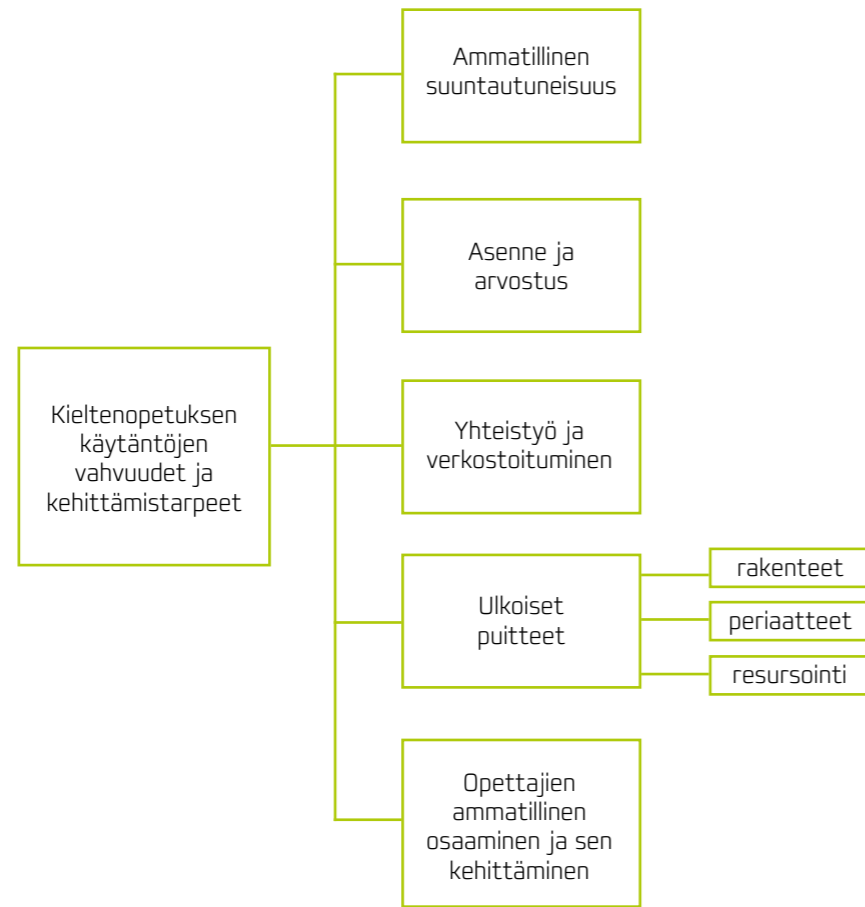 Ammatillinen
suuntautuneisuus
Asenne ja
arvostus
Kieltenopetuksen
käytäntöjen
vahvuudet ja
kehittämistarpeet
Yhteistyö ja
verkostoituminen
Ulkoiset
puitteet
rakenteet
periaatteet
resursointi
Opettajien
ammatillinen
osaaminen ja sen
kehittäminen